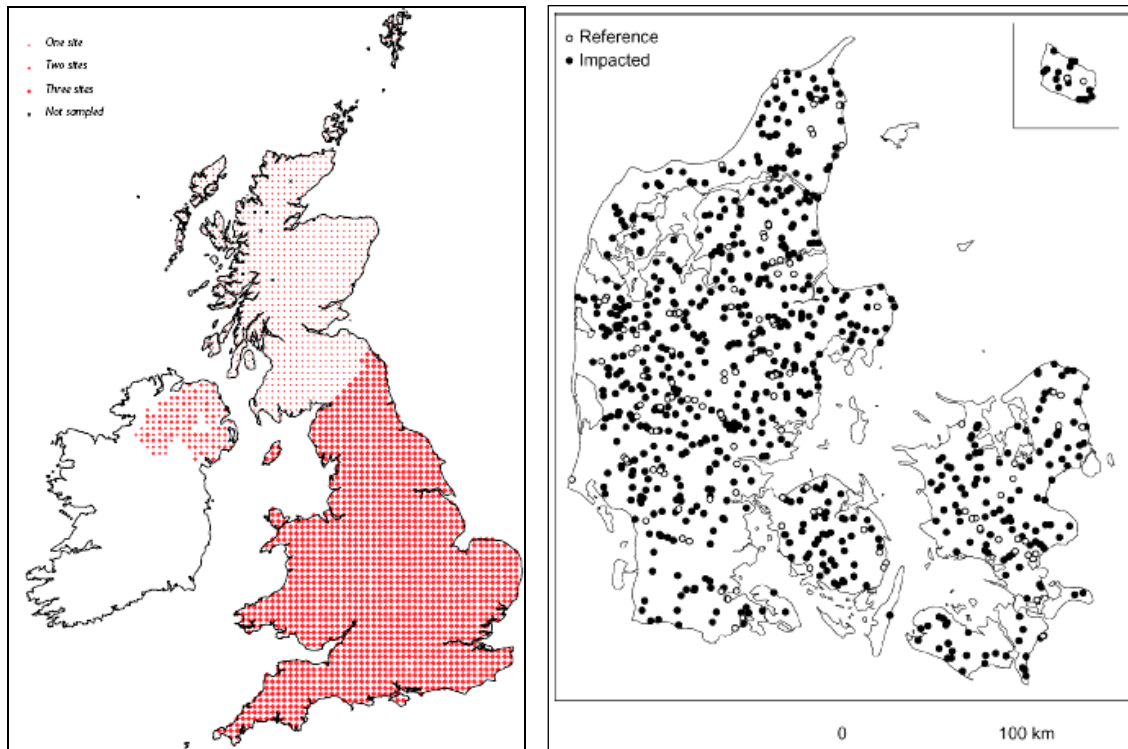 One site
Two sites
Three sites
Not sampled
Reference
Impacted
0 100 km